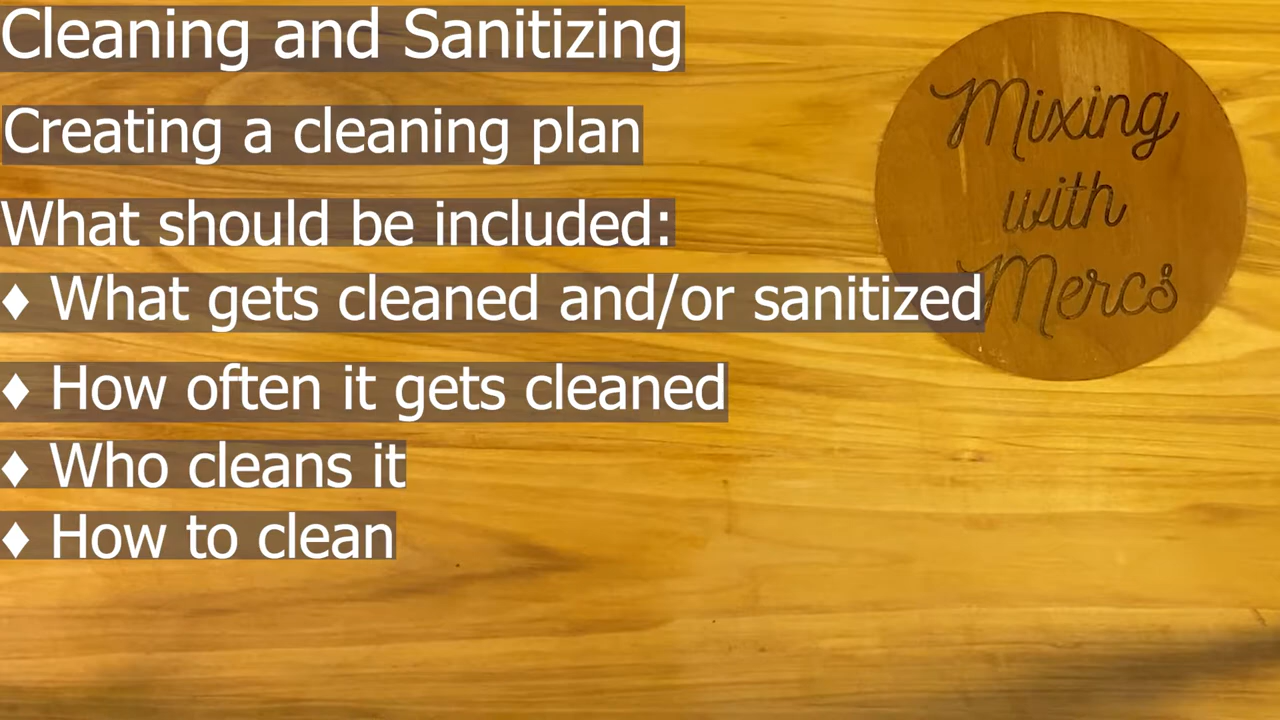 Cleaning and Sanitizing
Creating a cleaning plan
What should be included:
♦ What gets cleaned and/or sanitized
♦ How often it gets cleaned
♦ Who cleans it
♦ How to clean
Mixing
with
Mercs